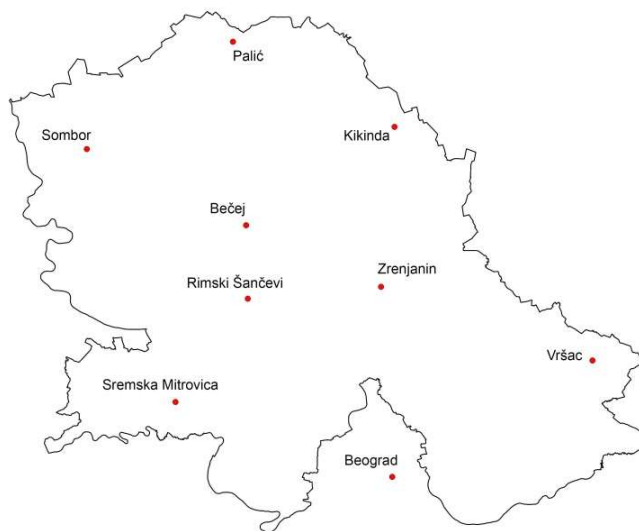 Palić
Sombor
Kikinda
Bečej
Zrenjanin
Rimski Šančevi
Vršac
Sremska Mitrovica
Beograd